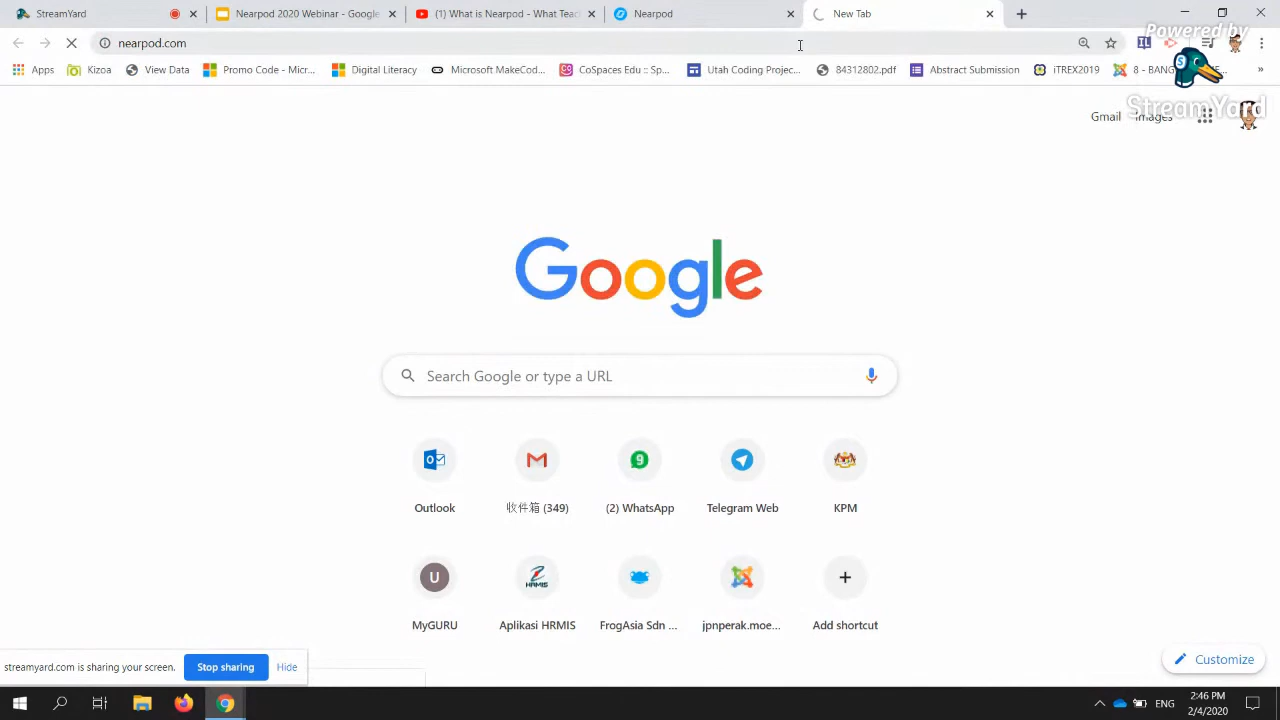 StreamYard
Nearpod 2020 Webinar - Google
(1) What is Nearpod - What Teac
Nearpod
New Tab
nearpod.com
Powered by
StreamYard
Apps
Kizoa
View Data
Promo Code - Micr...
Digital Literacy
Microsoft MakeCod...
CoSpaces Edu :: Sp...
Utah Coding Projec...
84312802.pdf
Abstract Submission
iTREX2019
8 - BANG
»
Gmail
Images
Google
Search Google or type a URL
Outlook
收件箱 (349)
(2) WhatsApp
Telegram Web
KPM
MyGURU
Aplikasi HRMIS
FrogAsia Sdn ...
jpnperak.moe...
Add shortcut
U
HRMIS
9
streamyard.com is sharing your screen.
Stop sharing
Hide
Customize
ENG
2:46 PM
2/4/2020